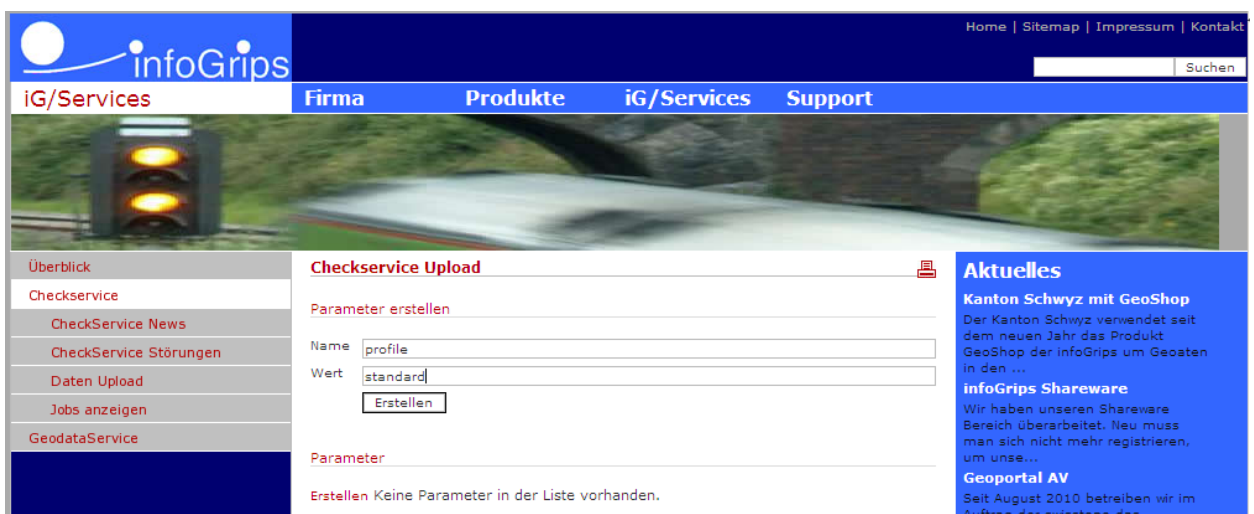 Home | Sitemap | Impressum | Kontakt
infoGrips
Suchen
iG/Services
Firma Produkte iG/Services Support
Überblick
Checkservice
CheckService News
CheckService Störungen
Daten Upload
Jobs anzeigen
GeodataService
Checkservice Upload
Parameter erstellen
Name profile
Wert standard
Erstellen
Parameter
Erstellen Keine Parameter in der Liste vorhanden.
Aktuelles
Kanton Schwyz mit GeoShop
Der Kanton Schwyz verwendet seit
dem neuen Jahr das Produkt
GeoShop der infoGrips um Geoaten
in den ...
infoGrips Shareware
Wir haben unseren Shareware
Bereich überarbeitet. Neu muss
man sich nicht mehr registrieren,
um unse...
Geoportal AV
Seit August 2010 betreiben wir im